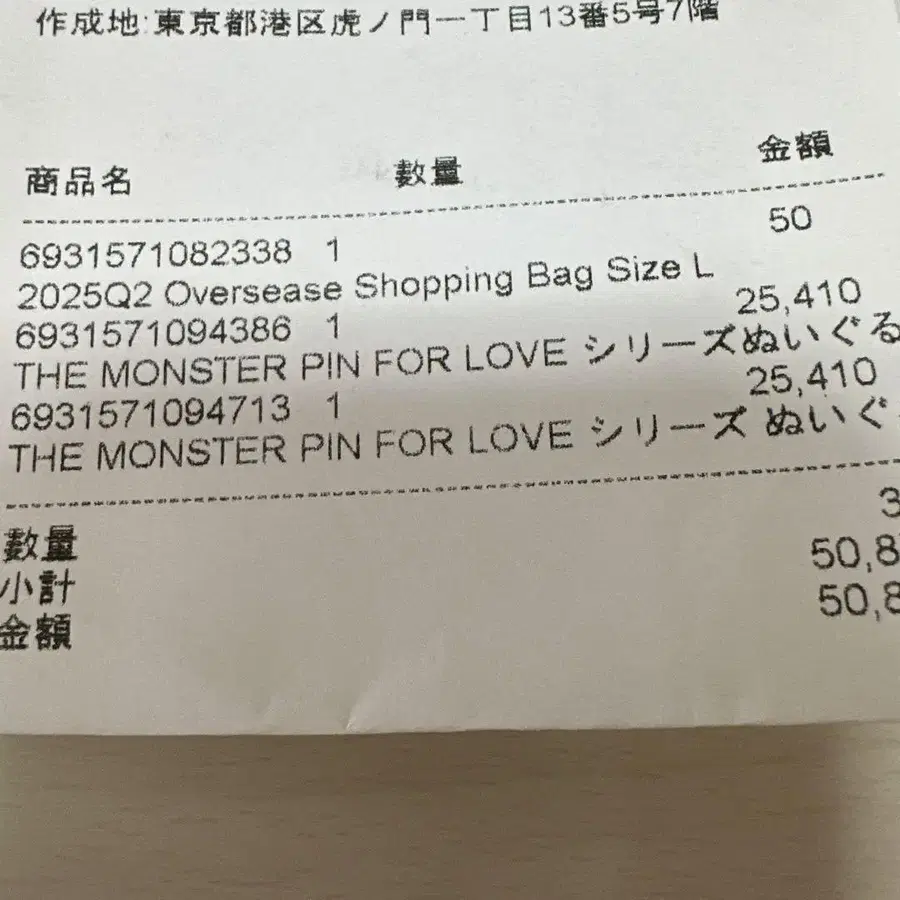 作成地:東京都港区虎ノ門一丁目13番5号7階
商品名 数量 金額
6931571082338 1 50
2025Q2 Oversease Shopping Bag Size L
6931571094386 1 25,410
THE MONSTER PIN FOR LOVE シリーズぬいぐる
6931571094713 1 25,410
THE MONSTER PIN FOR LOVE シリーズ ぬいぐ
数量 3
小計 50,8
金額 50,8